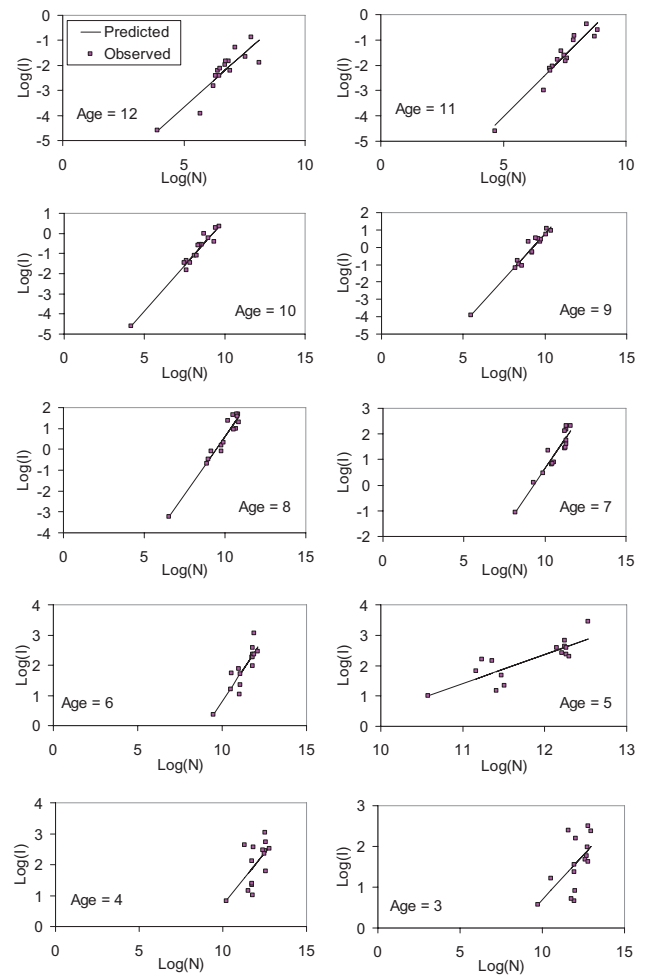 0
-1
-2
-3
-4
-5
Log(I)
Predicted
Observed
Age = 12
0 5 10
Log(N)
0
-1
-2
-3
-4
-5
Log(I)
Age = 11
0 5 10
Log(N)
1
0
-1
-2
-3
-4
-5
Log(I)
Age = 10
0 5 10 15
Log(N)
2
1
0
-1
-2
-3
-4
-5
Log(I)
Age = 9
0 5 10 15
Log(N)
2
1
0
-1
-2
-3
-4
Log(I)
Age = 8
0 5 10 15
Log(N)
3
2
1
0
-1
-2
Log(I)
Age = 7
0 5 10 15
Log(N)
4
3
2
1
0
Log(I)
Age = 6
0 5 10 15
Log(N)
4
3
2
1
0
Log(I)
Age = 5
10 11 12 13
Log(N)
4
3
2
1
0
Log(I)
Age = 4
0 5 10 15
Log(N)
3
2
1
0
Log(I)
Age = 3
0 5 10 15
Log(N)